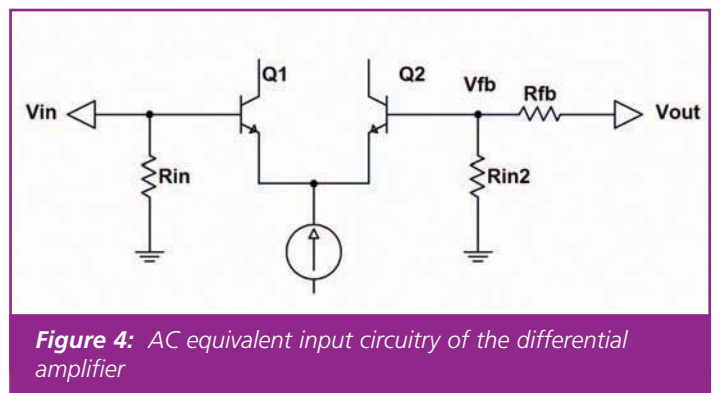 Q1
Q2
Vfb
Rfb
Vin
Vout
Rin
Rin2
Figure 4: AC equivalent input circuitry of the differential
amplifier